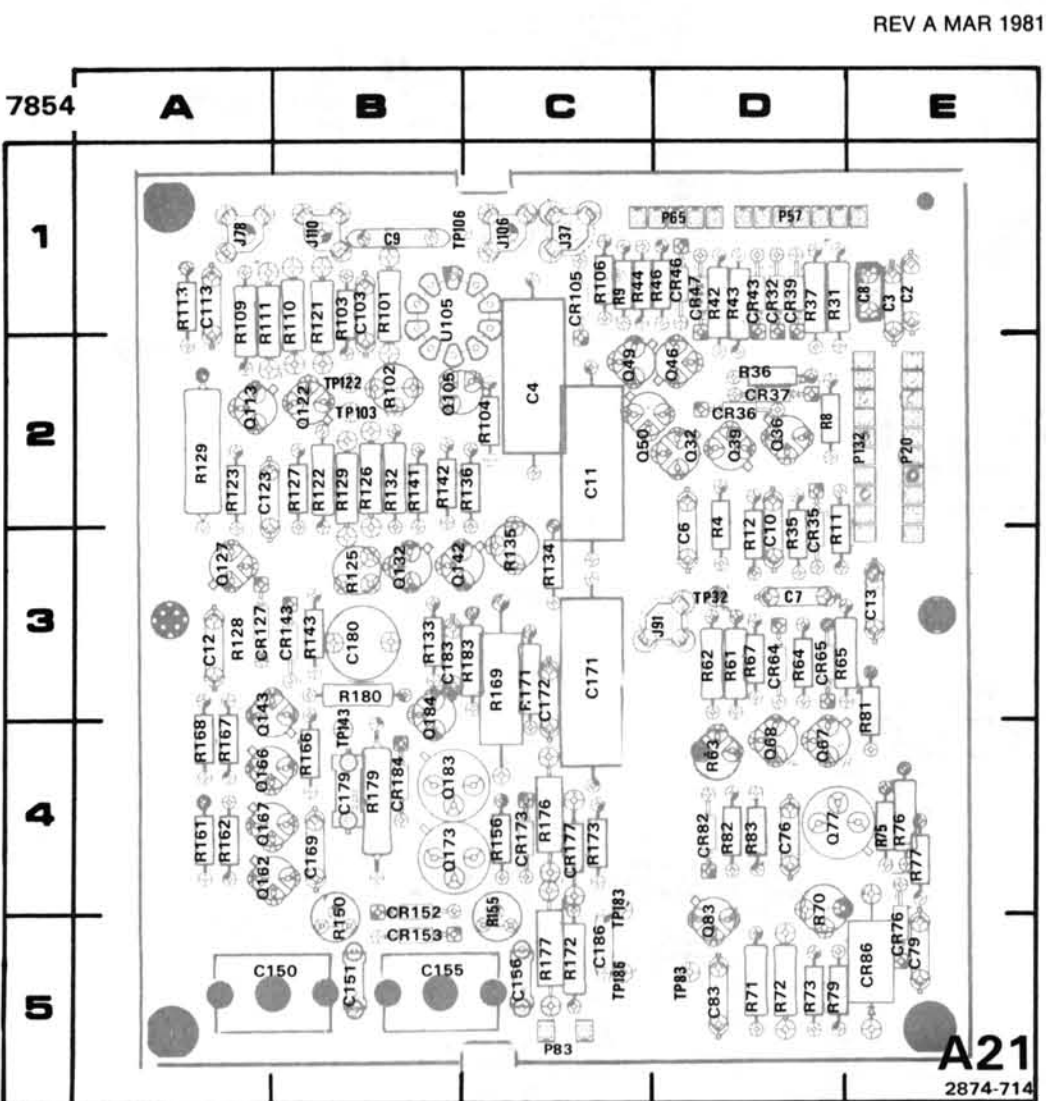 REV A MAR 1981
7854 A B C D E
1
J78 J110 C9 TP106 J106 J37 P65 P57
R113 C113 R109 R111 R110 R121 R103 C103 R101 U105 CR105 R106 R9 R44 R46 CR46 CR47 R42 R43 CR43 CR32 CR39 R37 R31 C8 C3 C2
2
Q113 Q122 TP122 TP103 R102 Q105 R104 C4 Q49 Q46 R36 CR37 CR36 R8
Q50 Q32 Q39 Q36 P132 P20
R129 R123 C123 R127 R122 R129 R126 R132 R141 R142 R136 C11
C6 R4 R12 C10 R35 CR35 R11
3
Q127 R125 Q132 Q142 R135 R134 TP32 C7 C13
C12 R128 CR127 CR143 R143 C180 R133 C183 R183 R169 C172 C171 J91 R62 R61 R67 CR64 R64 CR65 R65
R180 Q143 Q184 R81
4
R168 R167 Q166 R166 TP143 C179 R179 CR184 Q183 R63 Q68 Q67
R161 R162 Q167 Q162 C169 Q173 R156 CR173 R176 CR177 R173 CR82 R82 R83 C76 Q77 R75 R76 R77
R150 CR152 R155 TP183 Q83 R70
CR153
5
C150 C151 C155 C156 R177 R172 C186 TP186 TP83 C83 R71 R72 R73 R79 CR86 CR76 C79
P83
A21
2874-714